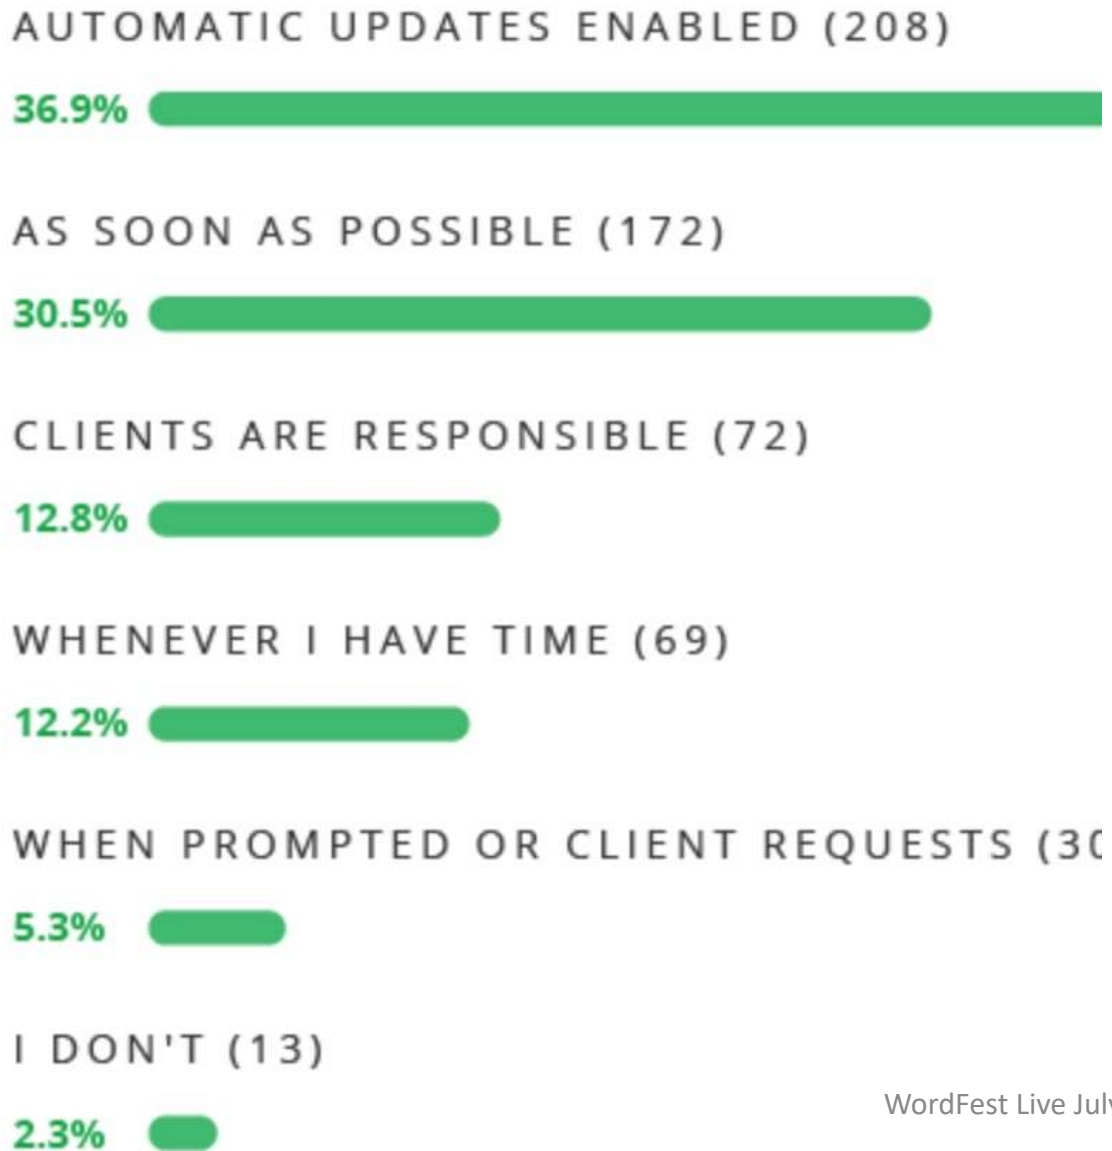 AUTOMATIC UPDATES ENABLED (208)
36.9%
AS SOON AS POSSIBLE (172)
30.5%
CLIENTS ARE RESPONSIBLE (72)
12.8%
WHENEVER I HAVE TIME (69)
12.2%
WHEN PROMPTED OR CLIENT REQUESTS (30
5.3%
I DON'T (13)
WordFest Live July
2.3%